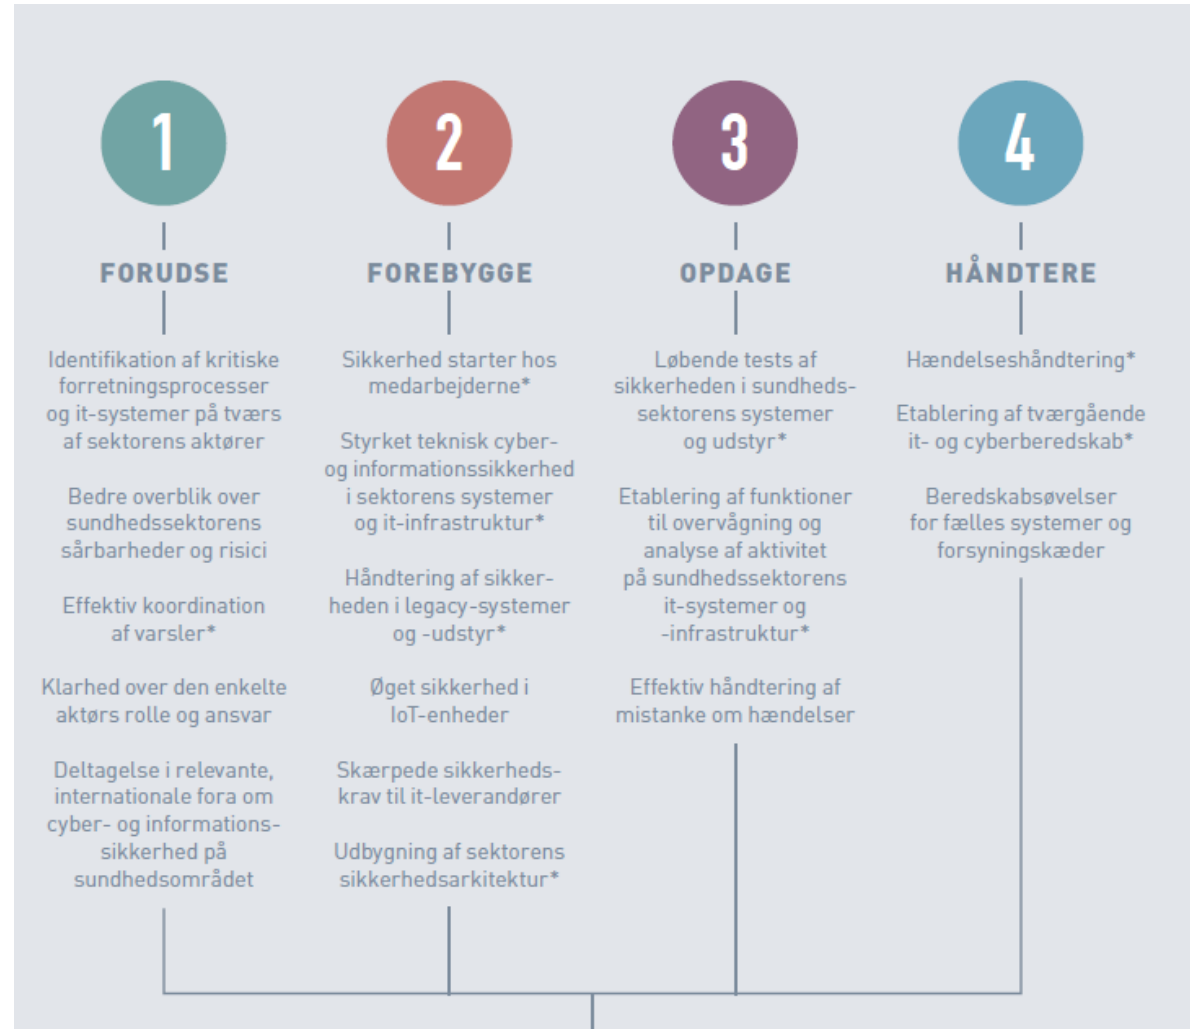 1
FORUDSE
Identifikation af kritiske
forretningsprocesser
og it-systemer på tværs
af sektorens aktører
Bedre overblik over
sundhedssektorens
sårbarheder og risici
Effektiv koordination
af varsler*
Klarhed over den enkelte
aktørs rolle og ansvar
Deltagelse i relevante,
internationale fora om
cyber- og informations-
sikkerhed på
sundhedsområdet
2
FOREBYGGE
Sikkerhed starter hos
medarbejderne*
Styrket teknisk cyber-
og informationssikkerhed
i sektorens systemer
og it-infrastruktur*
Håndtering af sikker-
heden i legacy-systemer
og -udstyr*
Øget sikkerhed i
IoT-enheder
Skærpede sikkerheds-
krav til it-leverandører
Udbygning af sektorens
sikkerhedsarkitektur*
3
OPDAGE
Løbende tests af
sikkerheden i sundheds-
sektorens systemer
og udstyr*
Etablering af funktioner
til overvågning og
analyse af aktivitet
på sundhedssektorens
it-systemer og
-infrastruktur*
Effektiv håndtering af
mistanke om hændelser
4
HÅNDTERE
Hændelseshåndtering*
Etablering af tværgående
it- og cyberberedskab*
Beredskabsøvelser
for fælles systemer og
forsyningskæder